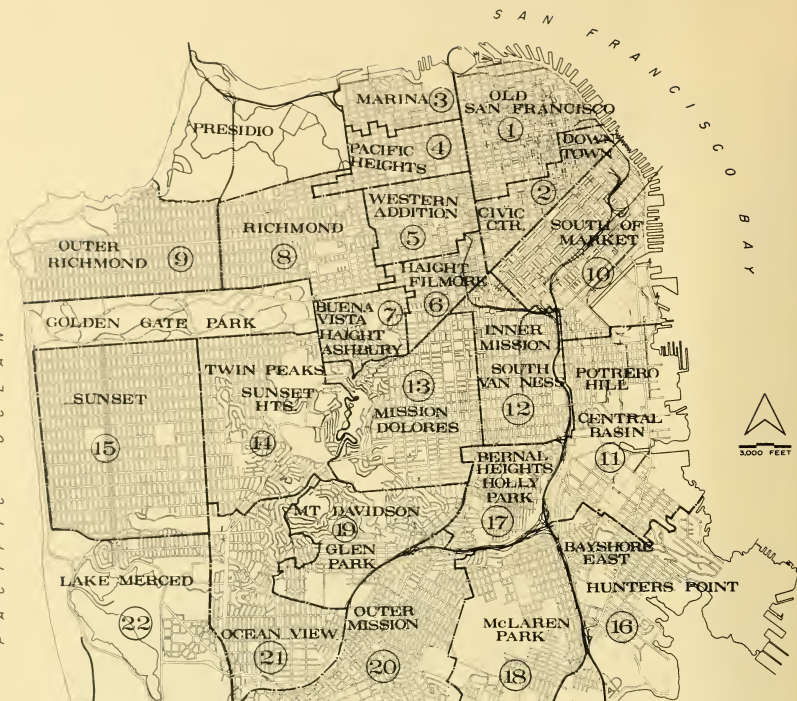 SAN FRANCISCO BAY
MARINA 3
OLD
SAN FRANCISCO
1
PRESIDIO
PACIFIC
HEIGHTS
4
DOWN
TOWN
2
CIVIC
CTR.
WESTERN
ADDITION
5
SOUTH OF
MARKET
10
RICHMOND
8
OUTER
RICHMOND
9
HAIGHT
FILMORE
6
GOLDEN GATE PARK
BUENA
VISTA
7
HAIGHT
ASHBURY
INNER
MISSION
SOUTH
VAN NESS
12
TWIN PEAKS
SUNSET
HTS.
14
13
MISSION
DOLORES
POTRERO
HILL
CENTRAL
BASIN
11
3,000 FEET
SUNSET
15
BERNAL
HEIGHTS
HOLLY
PARK
17
MT DAVIDSON
19
GLEN
PARK
BAYSHORE
EAST
HUNTERS POINT
16
LAKE MERCED
22
OUTER
MISSION
20
OCEAN VIEW
21
McLAREN
PARK
18